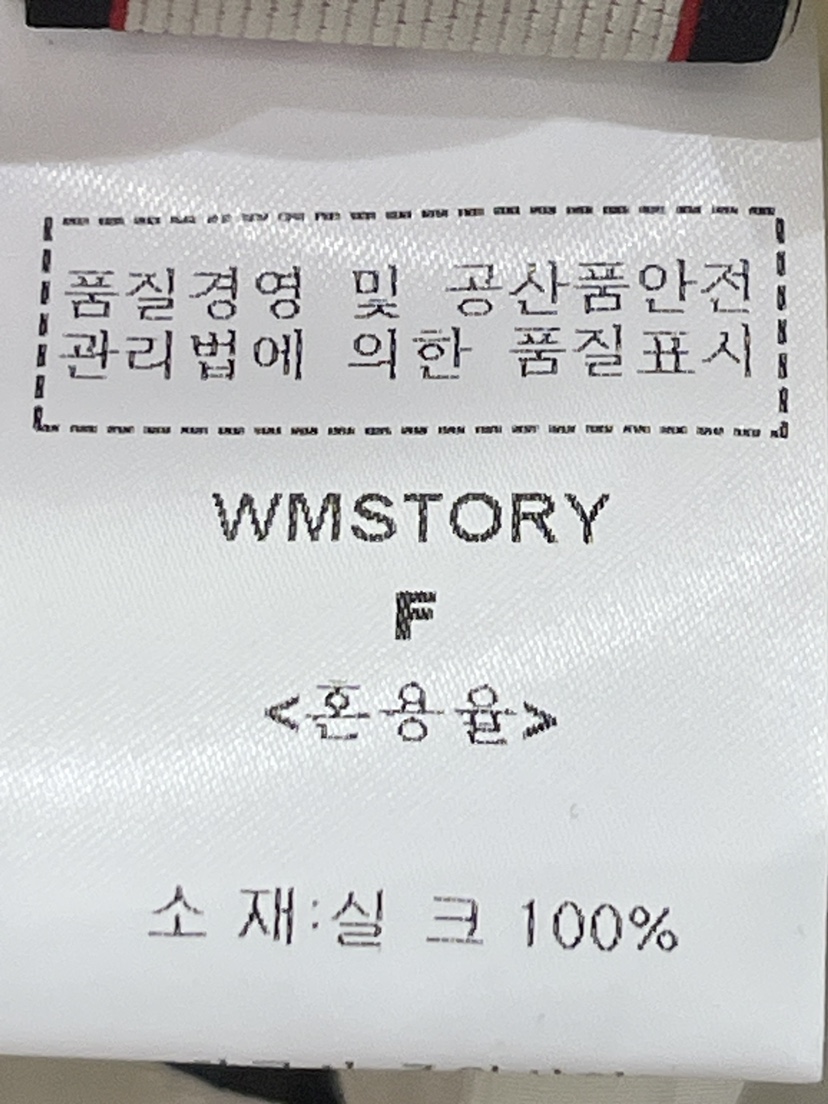 품질경영 및 공산품안전
관리법에 의한 품질표시
WMSTORY
F
<혼용율>
소 재:실 크 100%